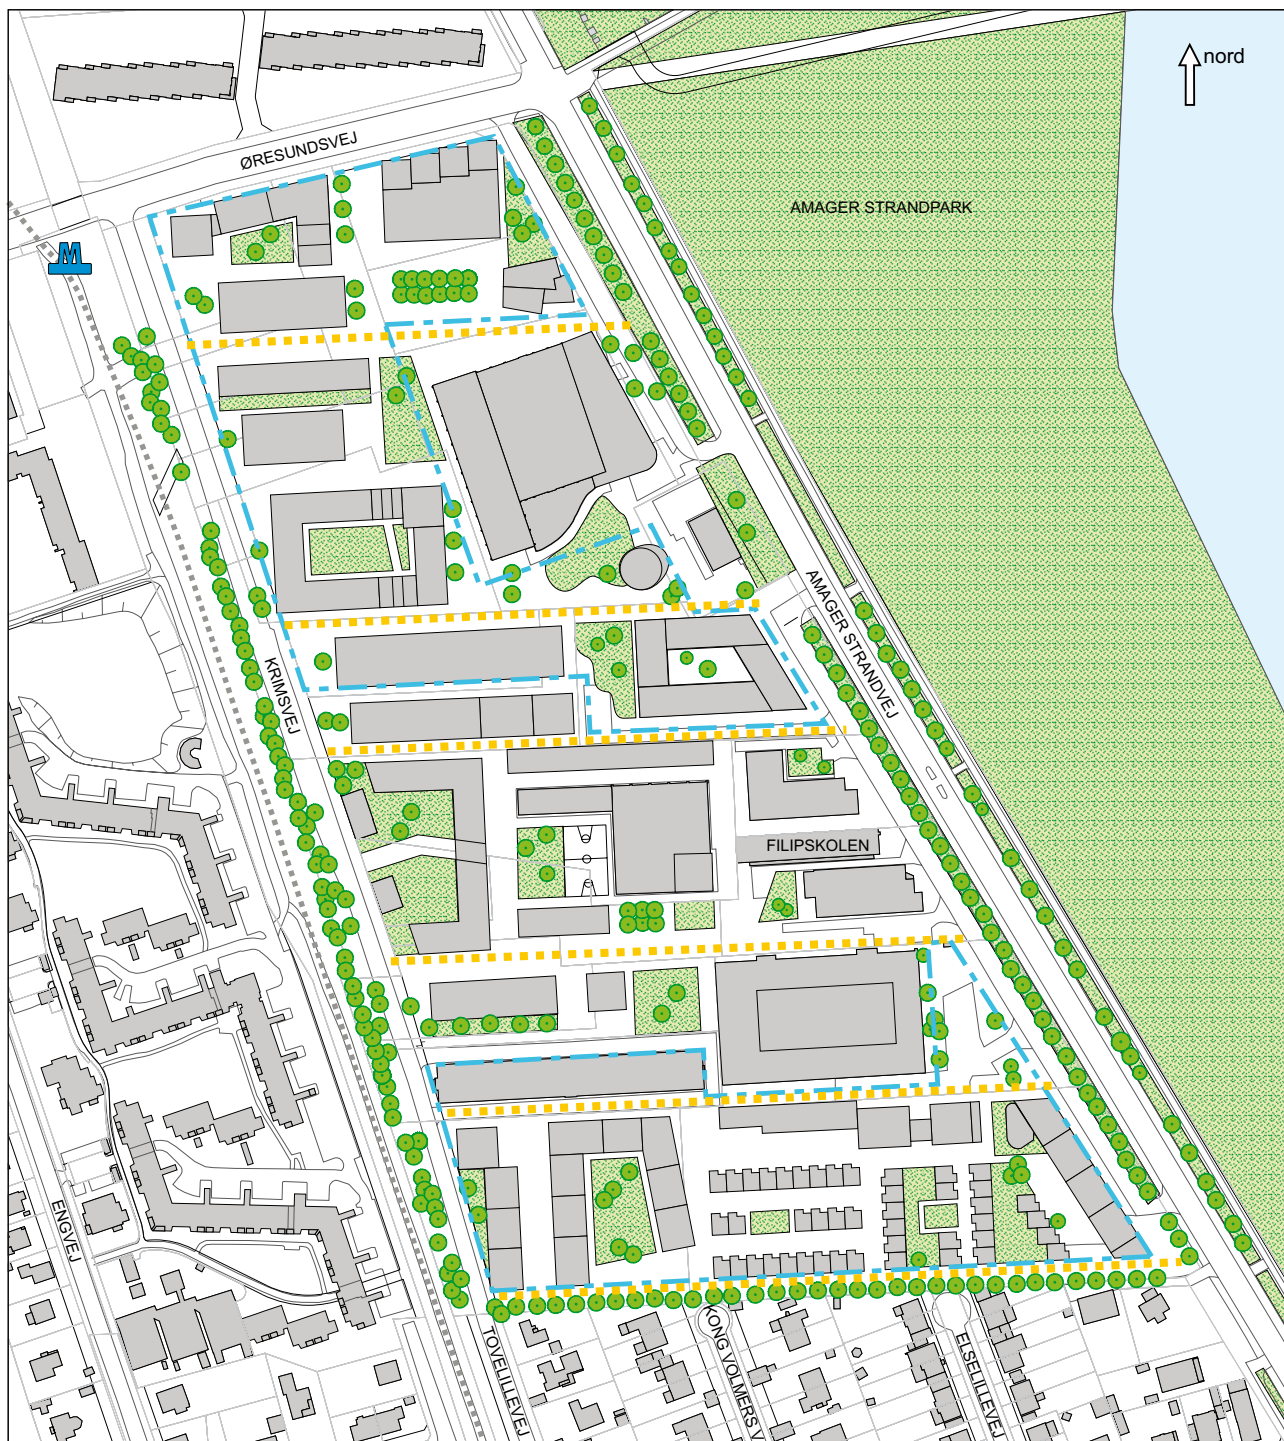 nord
ØRESUNDSVEJ
AMAGER STRANDPARK
M
AMAGER STRANDVEJ
KRIMSVEJ
FILIPSKOLEN
ENGVEJ
TOVELILLEVEJ
KONG VOLMERS V
ELSELILLEVEJ